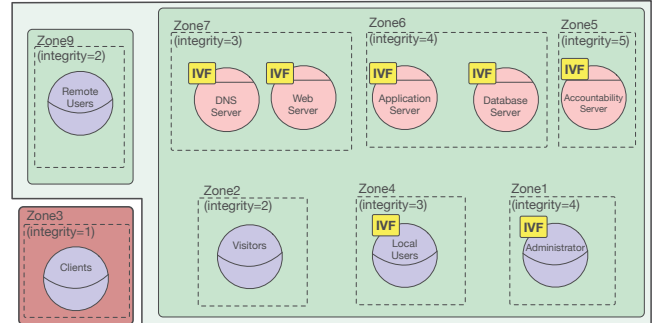 Zone9
(integrity=2)
Remote
Users
Zone7
(integrity=3)
IVF
DNS
Server
IVF
Web
Server
Zone6
(integrity=4)
IVF
Application
Server
IVF
Database
Server
Zone5
(integrity=5)
IVF
Accountability
Server
Zone3
(integrity=1)
Clients
Zone2
(integrity=2)
Visitors
Zone4
(integrity=3)
IVF
Local
Users
Zone1
(integrity=4)
IVF
Administrator